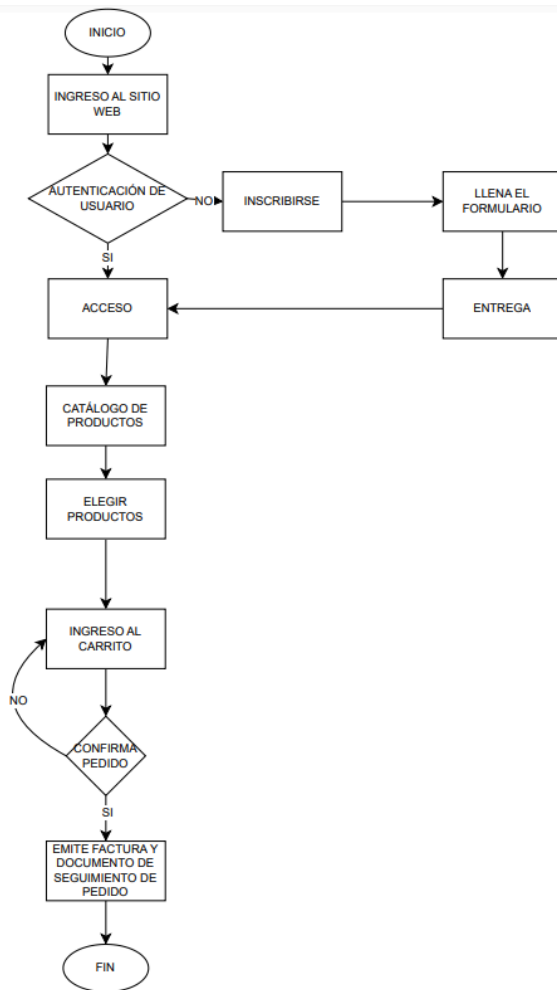 INICIO
INGRESO AL SITIO
WEB
AUTENTICACIÓN DE
USUARIO
NO
INSCRIBIRSE
LLENA EL
FORMULARIO
SI
ACCESO
ENTREGA
CATÁLOGO DE
PRODUCTOS
ELEGIR
PRODUCTOS
INGRESO AL
CARRITO
NO
CONFIRMA
PEDIDO
SI
EMITE FACTURA Y
DOCUMENTO DE
SEGUIMIENTO DE
PEDIDO
FIN